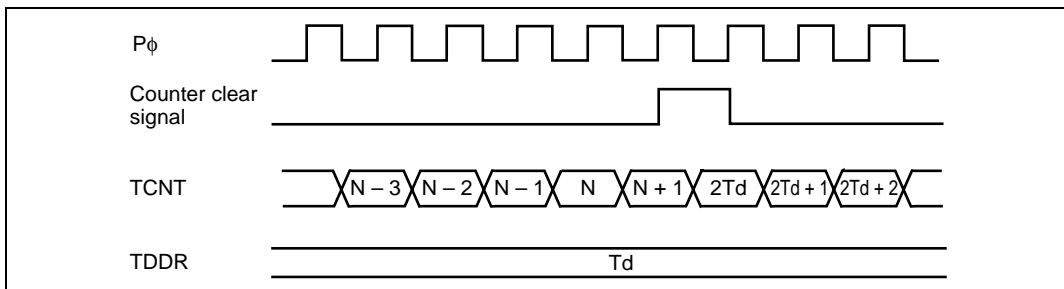 Pϕ
Counter clear
signal
TCNT
N – 3 N – 2 N – 1 N N + 1 2Td 2Td + 1 2Td + 2
TDDR
Td